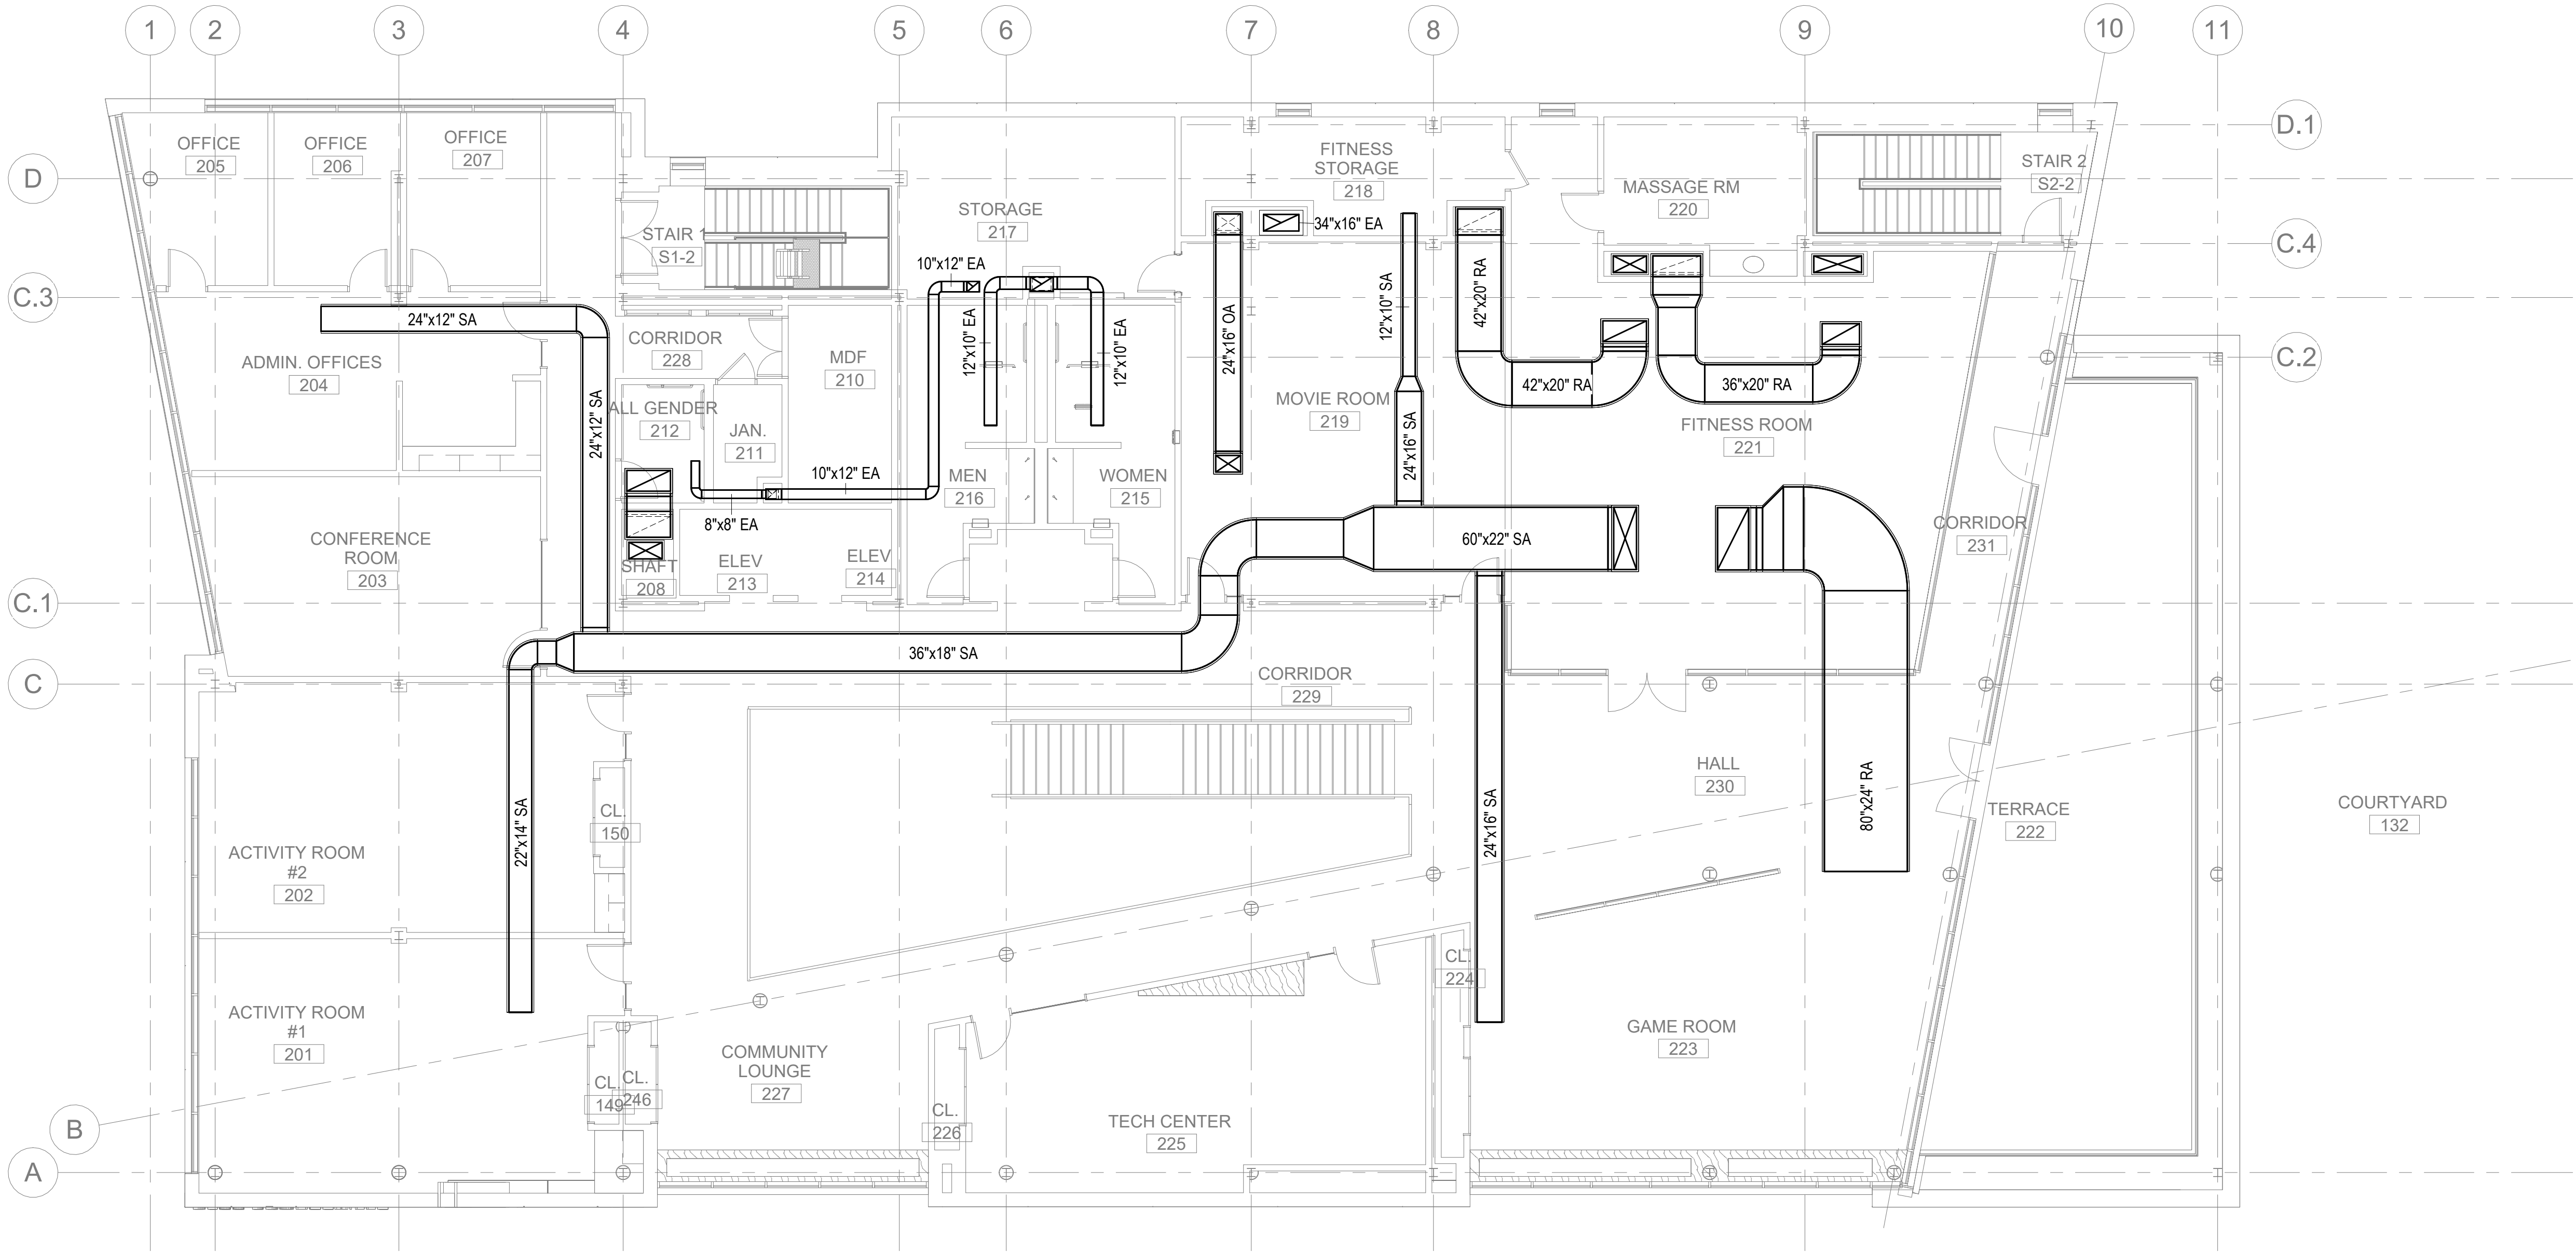 1
2
3
4
5
6
7
8
9
10
11
D.1
D
C.4
C.3
C.2
C.1
C
B
A
OFFICE
205
OFFICE
206
OFFICE
207
STAIR 1
S1-2
STORAGE
217
FITNESS
STORAGE
218
MASSAGE RM
220
STAIR 2
S2-2
34"x16" EA
10"x12" EA
24"x12" SA
12"x10" EA
12"x10" EA
24"x16" OA
12"x10" SA
42"x20" RA
42"x20" RA
36"x20" RA
ADMIN. OFFICES
204
CORRIDOR
228
MDF
210
24"x12" SA
ALL GENDER
212
JAN.
211
MOVIE ROOM
219
24"x16" SA
FITNESS ROOM
221
10"x12" EA
8"x8" EA
MEN
216
WOMEN
215
CONFERENCE
ROOM
203
SHAFT
208
ELEV
213
ELEV
214
60"x22" SA
CORRIDOR
231
36"x18" SA
CORRIDOR
229
HALL
230
22"x14" SA
CL.
150
24"x16" SA
80"x24" RA
TERRACE
222
COURTYARD
132
ACTIVITY ROOM
#2
202
CL.
224
ACTIVITY ROOM
#1
201
COMMUNITY
LOUNGE
227
GAME ROOM
223
CL.
149
CL.
246
CL.
226
TECH CENTER
225